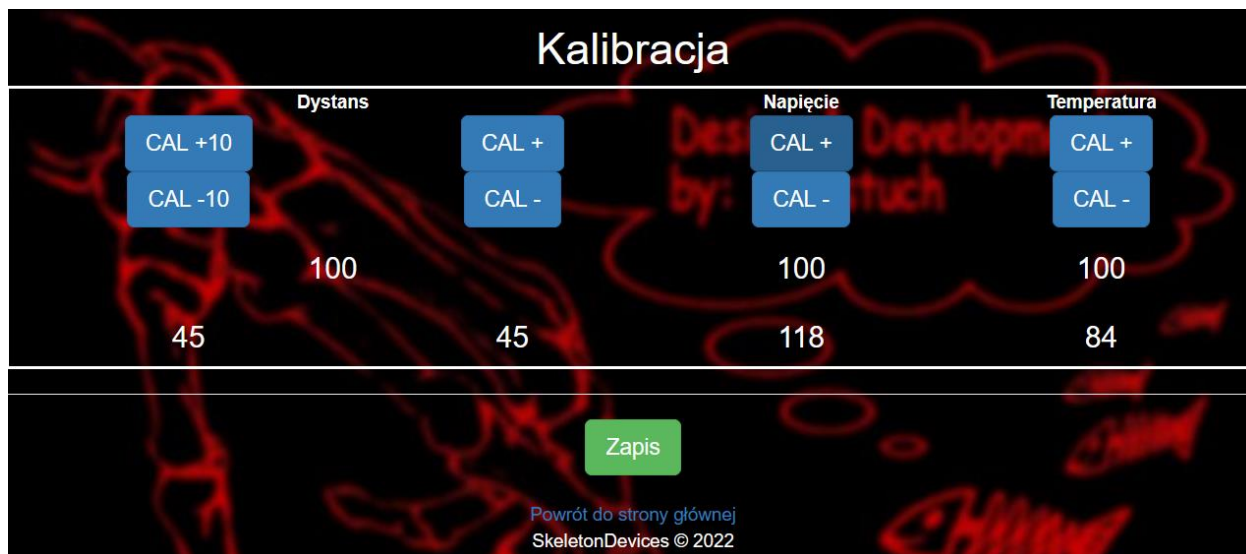 Kalibracja
Dystans Napięcie Temperatura
CAL +10 CAL + CAL + CAL +
CAL -10 CAL - CAL - CAL -
100 100 100
45 45 118 84
Zapis
Powrót do strony głównej
SkeletonDevices © 2022
by: